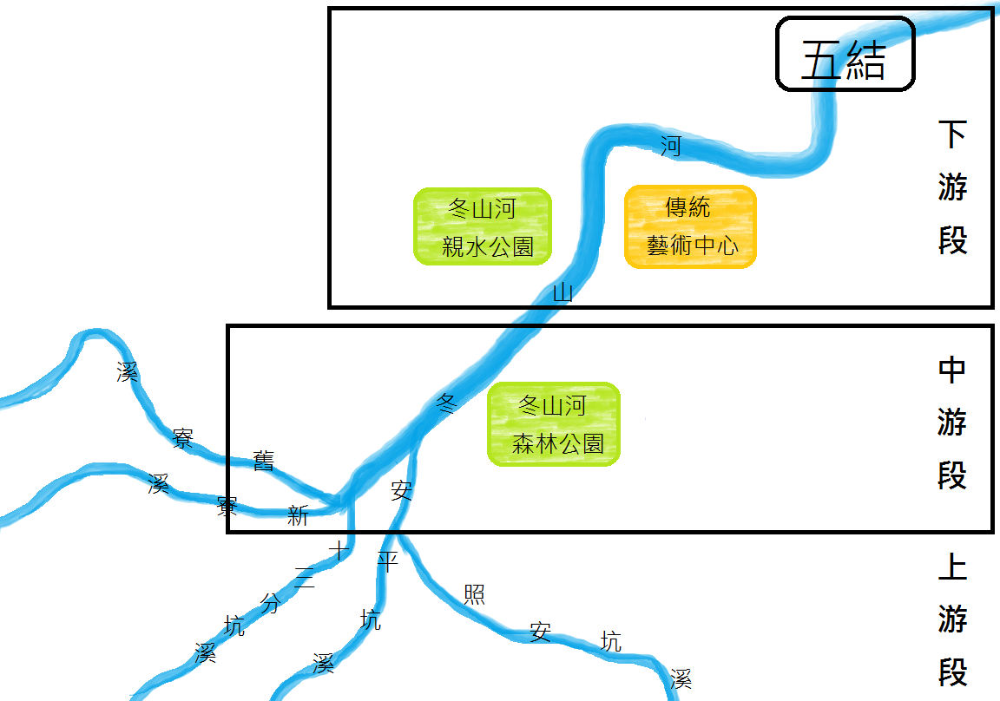 五結
下游段
冬山河
親水公園
傳統
藝術中心
冬山河
中游段
冬山河
森林公園
舊寮溪
新寮溪
安平坑溪
十三分坑溪
照安坑溪
上游段